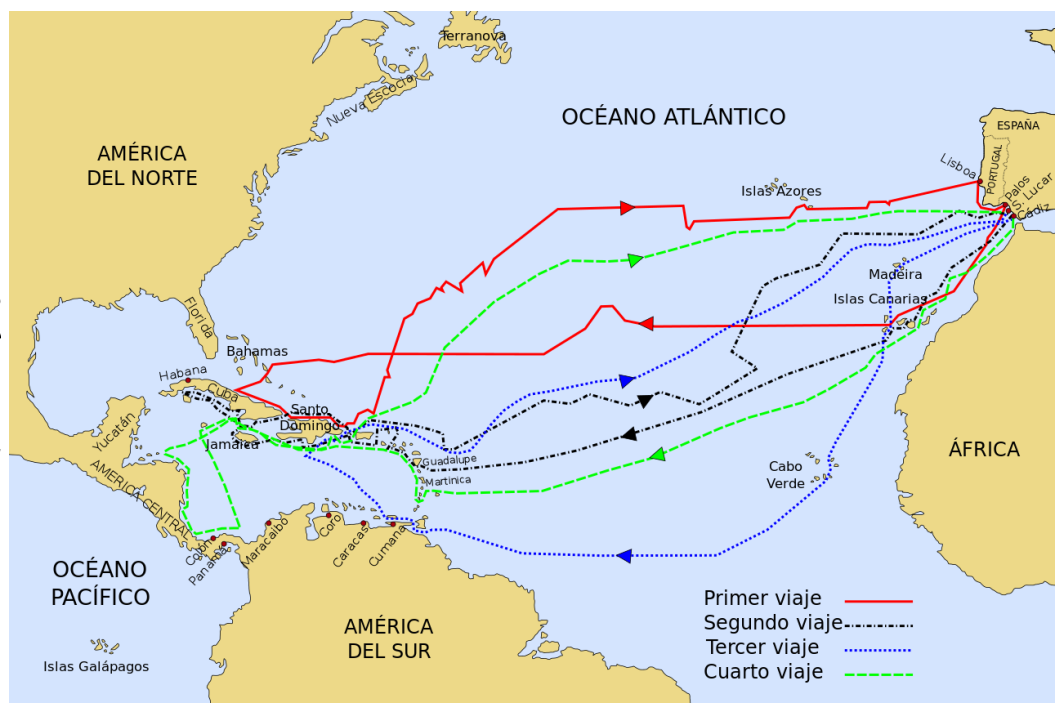 Terranova
Nueva Escocia
OCÉANO ATLÁNTICO
ESPAÑA
PORTUGAL
AMÉRICA
DEL NORTE
Lisboa
Islas Azores
Palos
S. Lucar
Cádiz
Madeira
Islas Canarias
Florida
Bahamas
Habana
Cuba
Santo
Domingo
Yucatán
Jamaica
Guadalupe
Martinica
ÁFRICA
Cabo
Verde
AMÉRICA CENTRAL
Colón
Panamá
Maracaibo
Coro
Caracas
Cumaná
OCÉANO
PACÍFICO
AMÉRICA
DEL SUR
Islas Galápagos
Primer viaje
Segundo viaje
Tercer viaje
Cuarto viaje